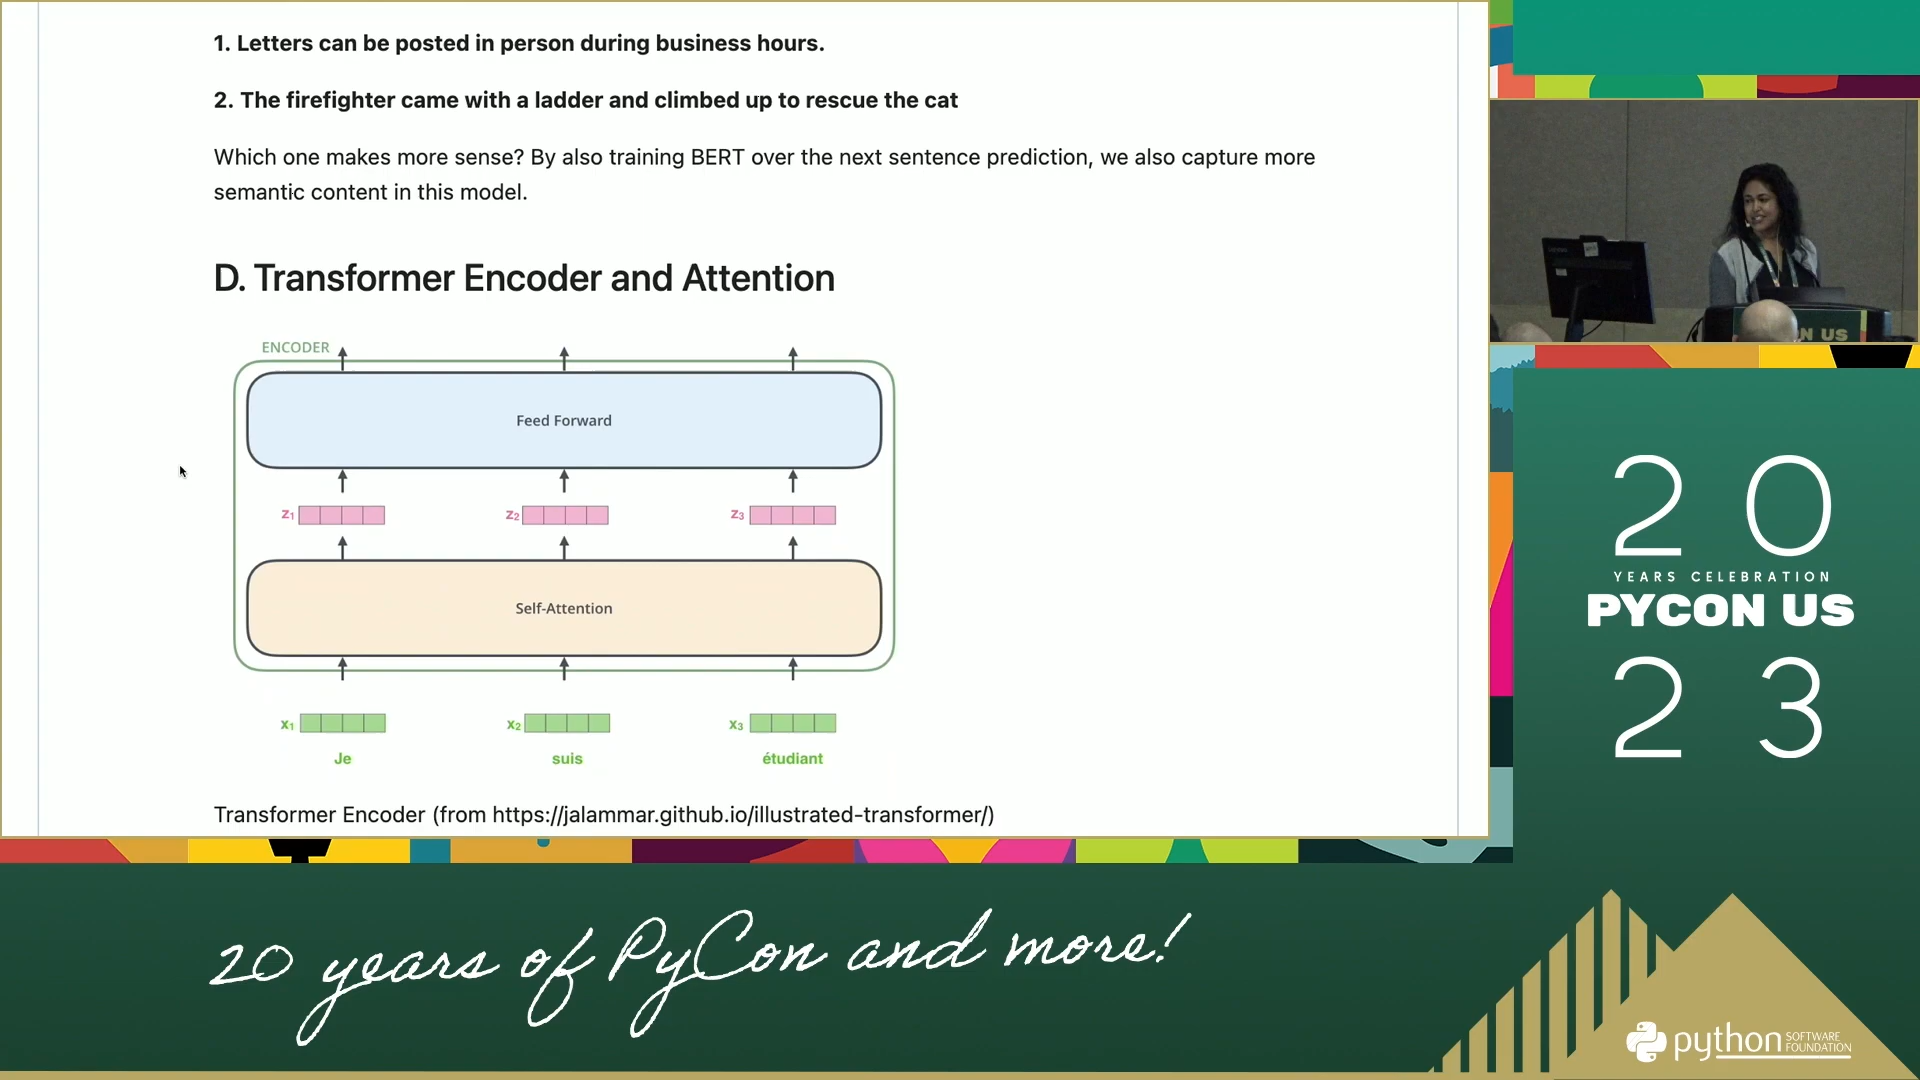 1. Letters can be posted in person during business hours.
2. The firefighter came with a ladder and climbed up to rescue the cat
Which one makes more sense? By also training BERT over the next sentence prediction, we also capture more
semantic content in this model.
D. Transformer Encoder and Attention
ENCODER
Feed Forward
z1
z2
z3
Self-Attention
x1
x2
x3
Je
suis
étudiant
Transformer Encoder (from https://jalammar.github.io/illustrated-transformer/)
N US
20
YEARS CELEBRATION
PYCON US
23
20 years of PyCon and more!
python
SOFTWARE
FOUNDATION